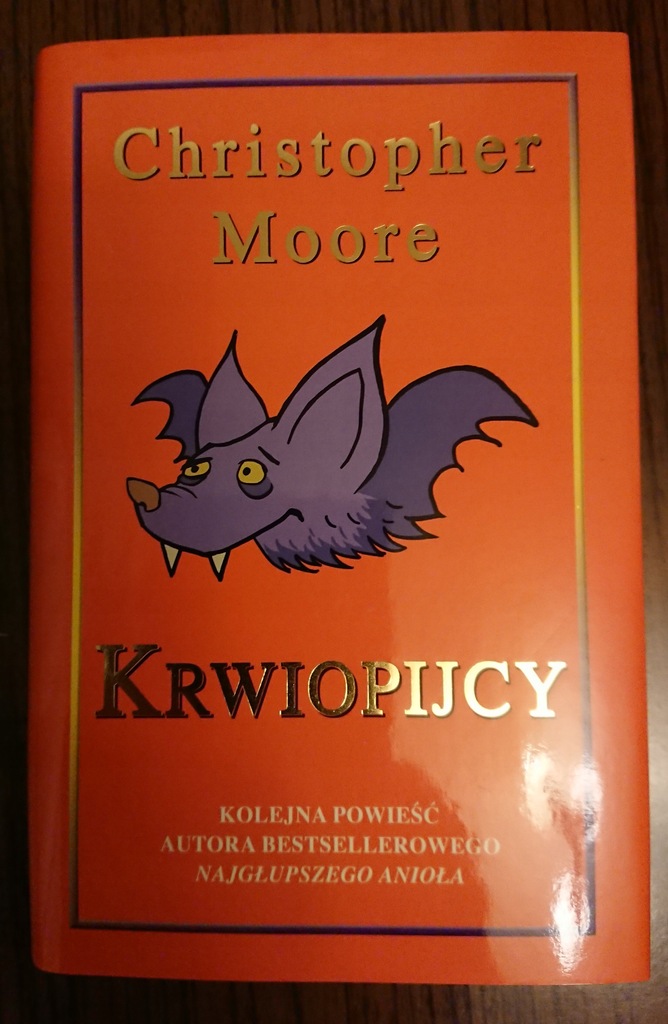 Christopher
Moore
KRWIOPIJCY
KOLEJNA POWIEŚĆ
AUTORA BESTSELLEROWEGO
NAJGŁUPSZEGO ANIOŁA